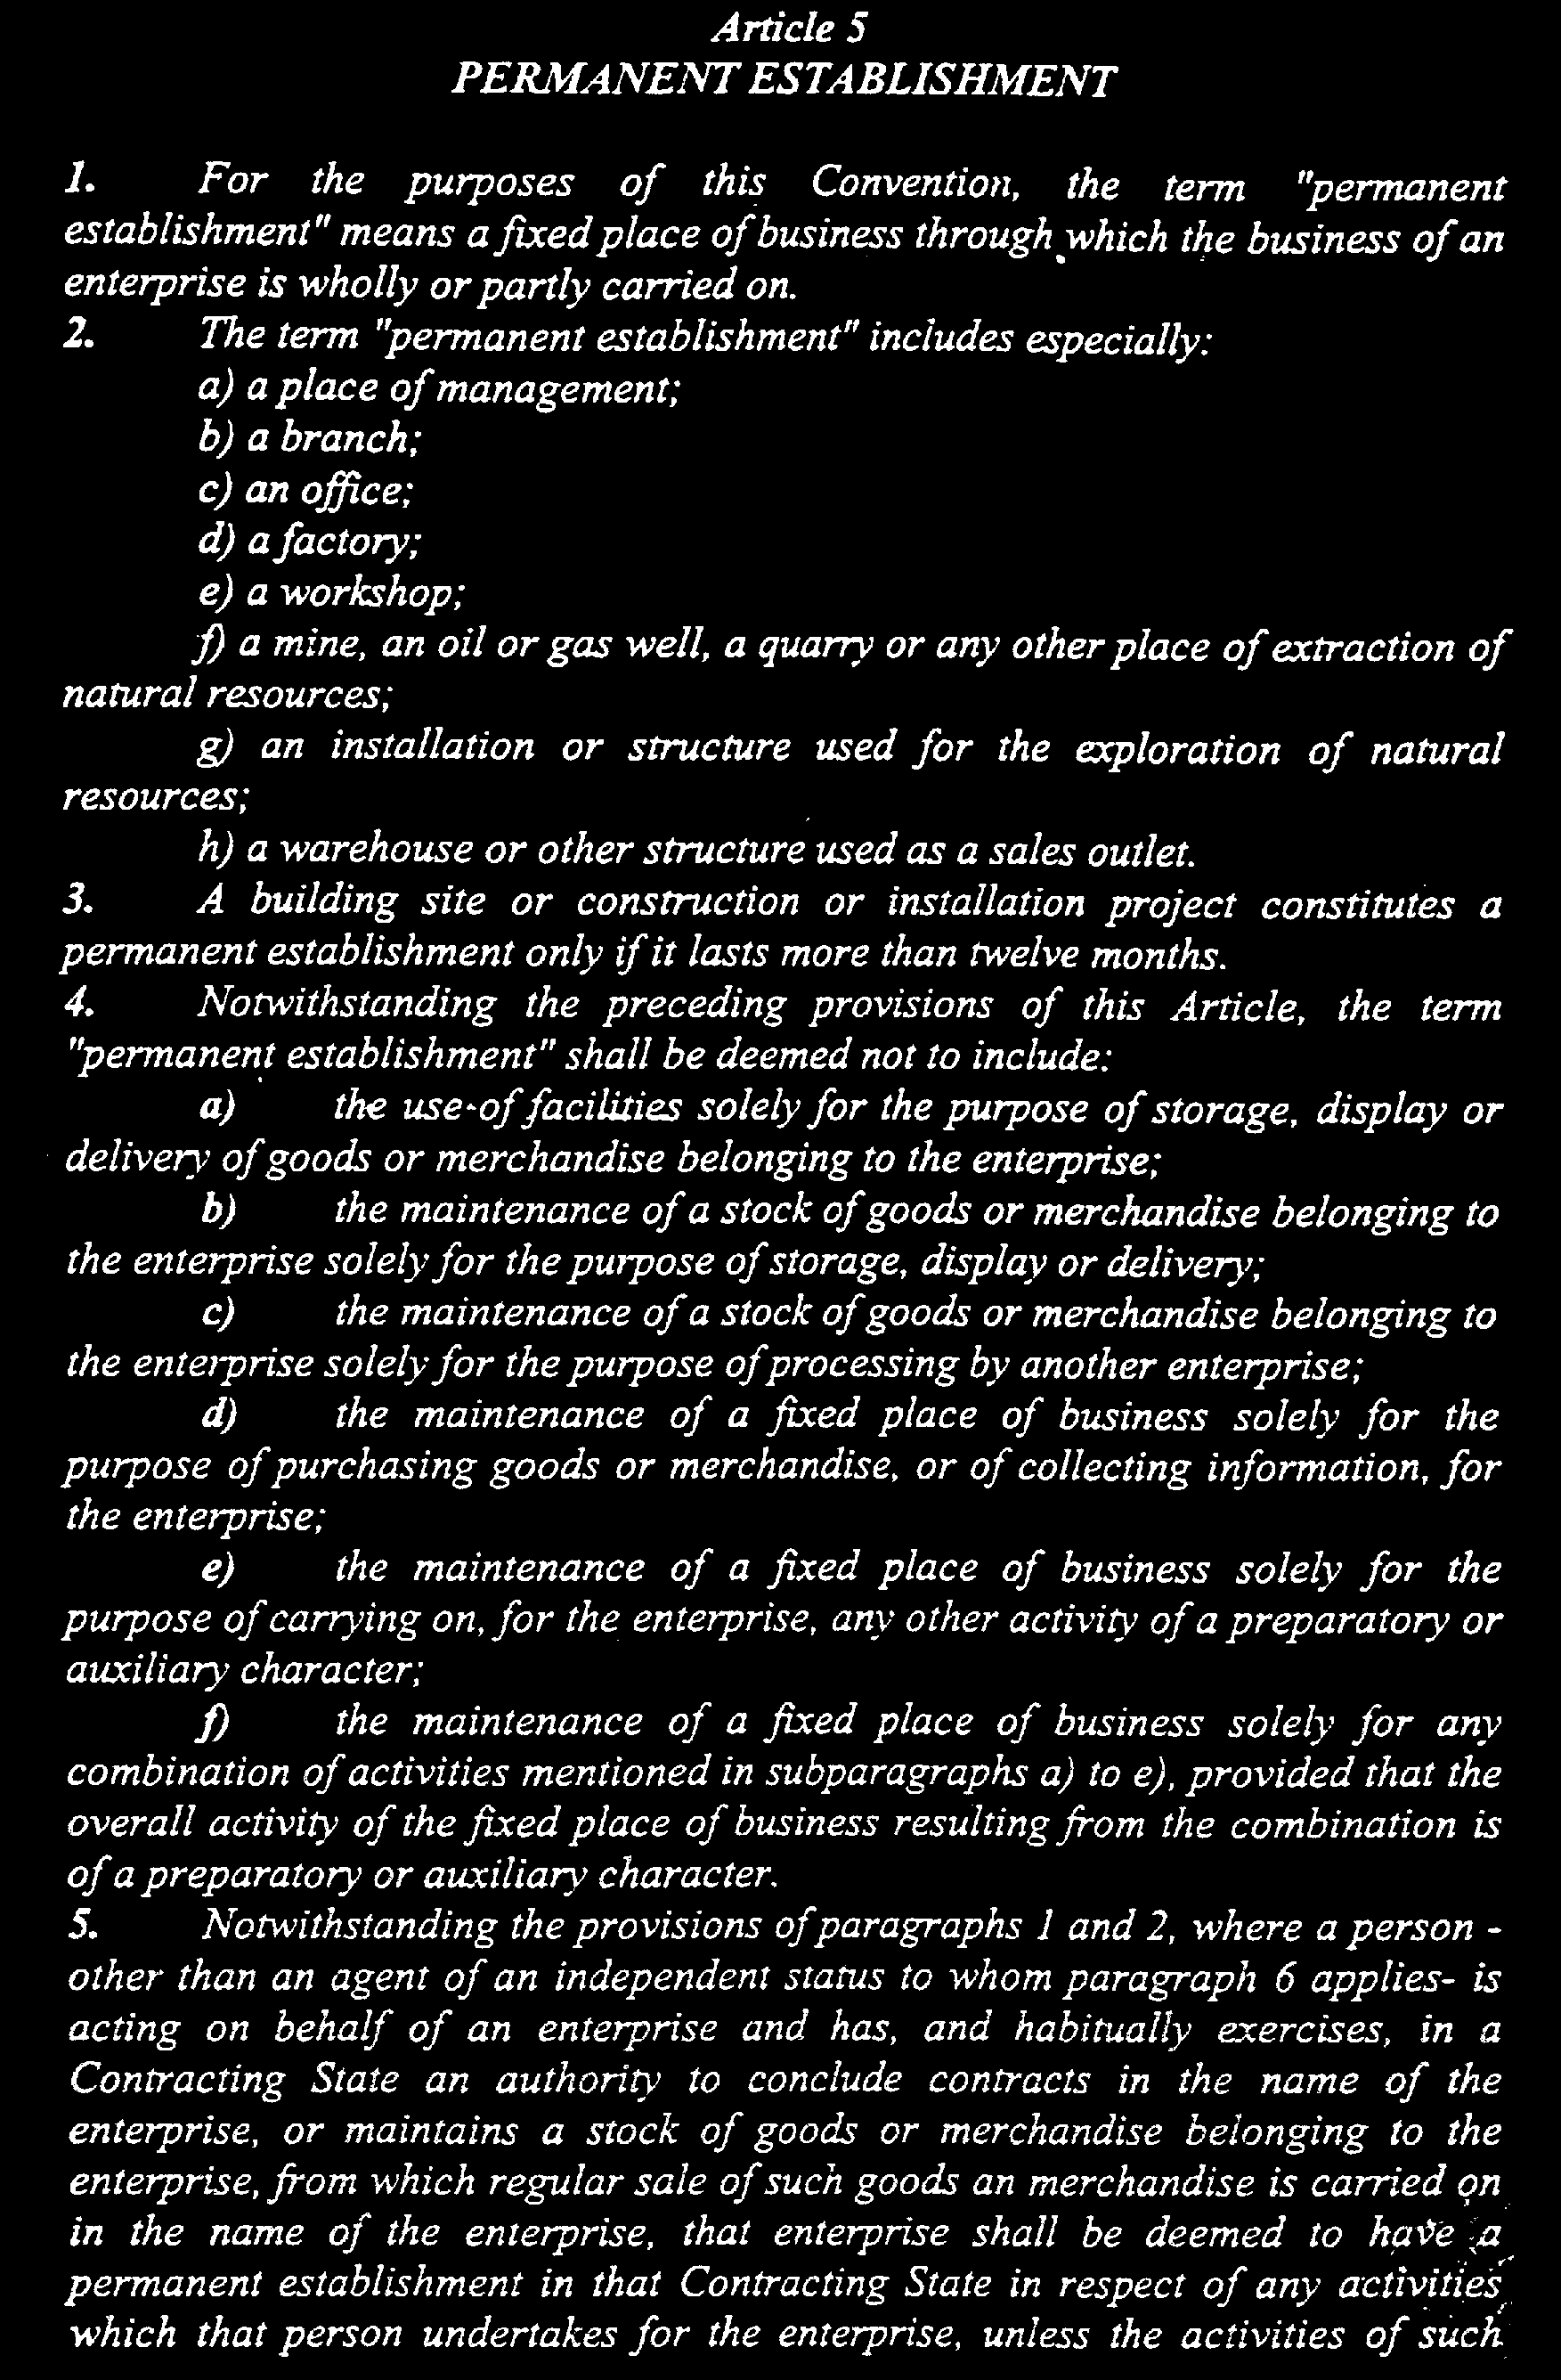 Article 5
PERMANENT ESTABLISHMENT
1. For the purposes of this Convention, the term "permanent
establishment" means a fixed place of business through which the business of an
enterprise is wholly or partly carried on.
2. The term "permanent establishment" includes especially:
a) a place of management;
b) a branch;
c) an office;
d) a factory;
e) a workshop;
f) a mine, an oil or gas well, a quarry or any other place of extraction of
natural resources;
g) an installation or structure used for the exploration of natural
resources;
h) a warehouse or other structure used as a sales outlet.
3. A building site or construction or installation project constitutes a
permanent establishment only if it lasts more than twelve months.
4. Notwithstanding the preceding provisions of this Article, the term
"permanent establishment" shall be deemed not to include:
a) the use of facilities solely for the purpose of storage, display or
delivery of goods or merchandise belonging to the enterprise;
b) the maintenance of a stock of goods or merchandise belonging to
the enterprise solely for the purpose of storage, display or delivery;
c) the maintenance of a stock of goods or merchandise belonging to
the enterprise solely for the purpose of processing by another enterprise;
d) the maintenance of a fixed place of business solely for the
purpose of purchasing goods or merchandise, or of collecting information, for
the enterprise;
e) the maintenance of a fixed place of business solely for the
purpose of carrying on, for the enterprise, any other activity of a preparatory or
auxiliary character;
f) the maintenance of a fixed place of business solely for any
combination of activities mentioned in subparagraphs a) to e), provided that the
overall activity of the fixed place of business resulting from the combination is
of a preparatory or auxiliary character.
5. Notwithstanding the provisions of paragraphs 1 and 2, where a person -
other than an agent of an independent status to whom paragraph 6 applies- is
acting on behalf of an enterprise and has, and habitually exercises, in a
Contracting State an authority to conclude contracts in the name of the
enterprise, or maintains a stock of goods or merchandise belonging to the
enterprise, from which regular sale of such goods an merchandise is carried on
in the name of the enterprise, that enterprise shall be deemed to have a
permanent establishment in that Contracting State in respect of any activities
which that person undertakes for the enterprise, unless the activities of such